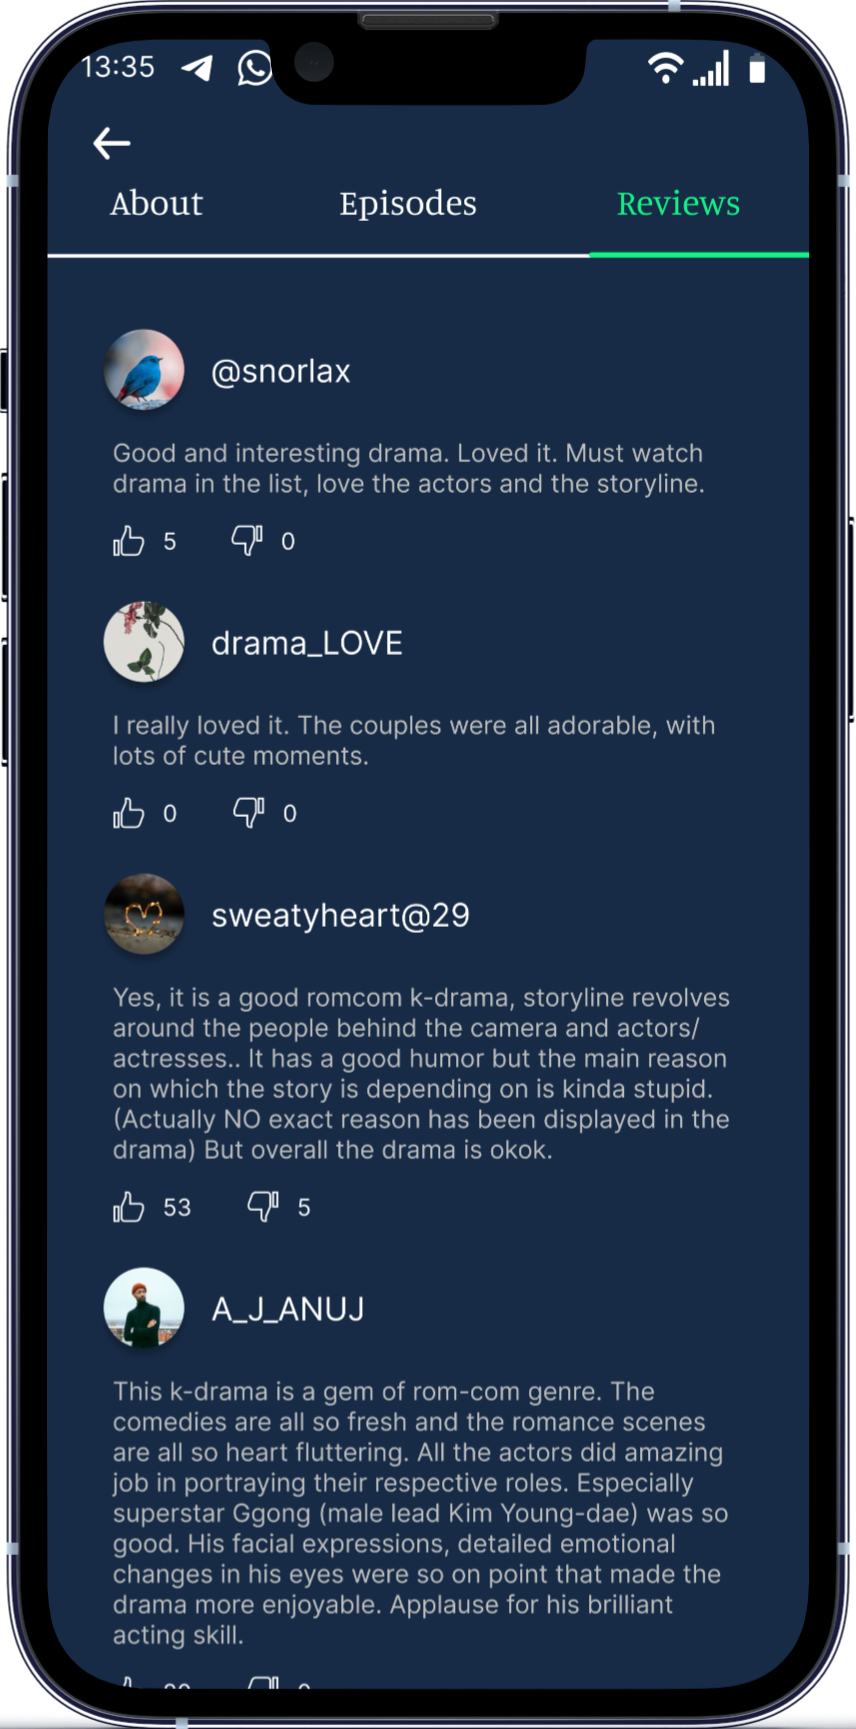 13:35
About Episodes Reviews
@snorlax
Good and interesting drama. Loved it. Must watch
drama in the list, love the actors and the storyline.
5 0
drama_LOVE
I really loved it. The couples were all adorable, with
lots of cute moments.
0 0
sweatyheart@29
Yes, it is a good romcom k-drama, storyline revolves
around the people behind the camera and actors/
actresses.. It has a good humor but the main reason
on which the story is depending on is kinda stupid.
(Actually NO exact reason has been displayed in the
drama) But overall the drama is okok.
53 5
A_J_ANUJ
This k-drama is a gem of rom-com genre. The
comedies are all so fresh and the romance scenes
are all so heart fluttering. All the actors did amazing
job in portraying their respective roles. Especially
superstar Ggong (male lead Kim Young-dae) was so
good. His facial expressions, detailed emotional
changes in his eyes were so on point that made the
drama more enjoyable. Applause for his brilliant
acting skill.